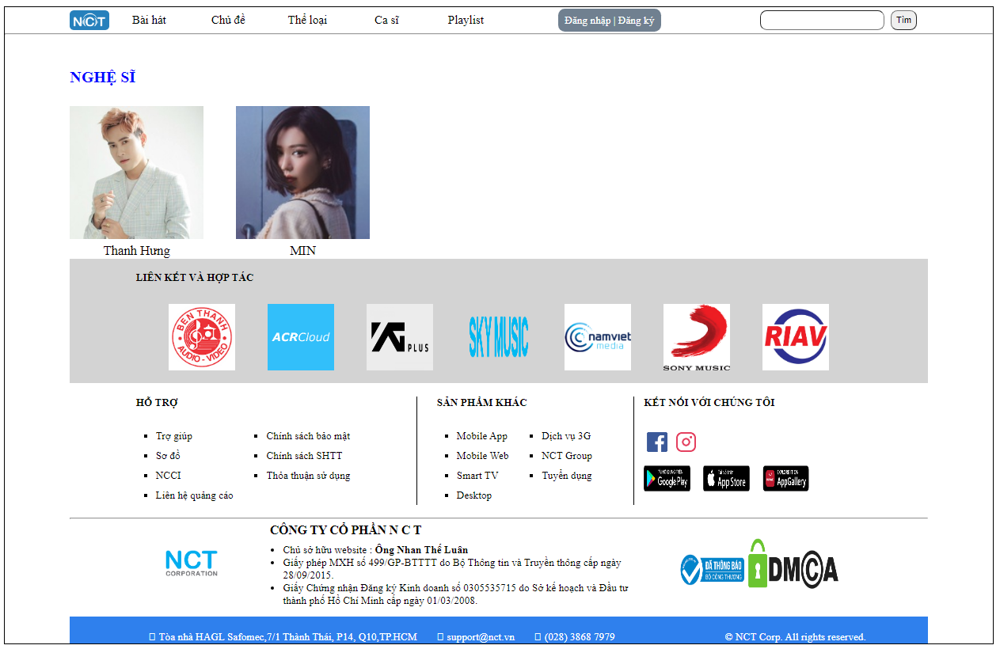 NCT Bài hát Chủ đề Thể loại Ca sĩ Playlist Đăng nhập | Đăng ký Tìm
NGHỆ SĨ
Thanh Hưng MIN
LIÊN KẾT VÀ HỢP TÁC
BEN THANH AUDIO - VIDEO
ACRCloud
YG PLUS
SKY MUSIC
namviet media
SONY MUSIC
RIAV
HỖ TRỢ
Trợ giúp
Sơ đồ
NCCI
Liên hệ quảng cáo
Chính sách bảo mật
Chính sách SHTT
Thỏa thuận sử dụng
SẢN PHẨM KHÁC
Mobile App
Mobile Web
Smart TV
Desktop
Dịch vụ 3G
NCT Group
Tuyển dụng
KẾT NỐI VỚI CHÚNG TÔI
Google Play
App Store
EXPLORE IT ON
AppGallery
NCT
CORPORATION
CÔNG TY CỔ PHẦN N C T
Chủ sở hữu website : Ông Nhan Thế Luân
Giấy phép MXH số 499/GP-BTTTT do Bộ Thông tin và Truyền thông cấp ngày
28/09/2015.
Giấy Chứng nhận Đăng ký Kinh doanh số 0305535715 do Sở kế hoạch và Đầu tư
thành phố Hồ Chí Minh cấp ngày 01/03/2008.
ĐÃ THÔNG BÁO
BỘ CÔNG THƯƠNG
DMCA
Tòa nhà HAGL Safomec,7/1 Thành Thái, P14, Q10,TP.HCM support@nct.vn (028) 3868 7979 © NCT Corp. All rights reserved.